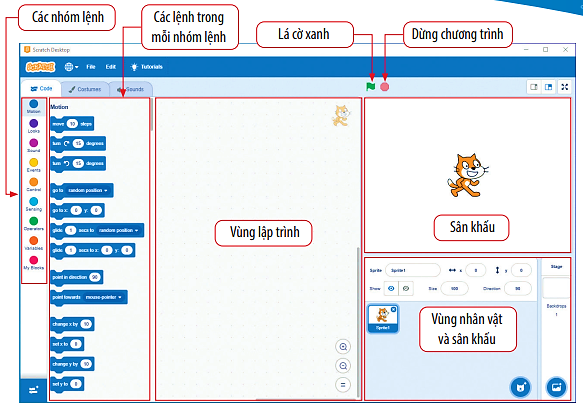 Các nhóm lệnh
Các lệnh trong
mỗi nhóm lệnh
Lá cờ xanh
Dừng chương trình
Scratch Desktop
SCRATCH
File
Edit
Tutorials
Code
Costumes
Sounds
Motion
Looks
Sound
Events
Control
Sensing
Operators
Variables
My Blocks
Motion
move 10 steps
turn 15 degrees
turn 15 degrees
go to random position
go to x: 0 y: 0
glide 1 secs to random position
glide 1 secs to x: 0 y: 0
point in direction 90
point towards mouse-pointer
change x by 10
set x to 0
change y by 10
set y to 0
Vùng lập trình
Sân khấu
Sprite Sprite1 x 0 y 0
Show Size 100 Direction 90
Sprite1
Stage
Backdrops
1
Vùng nhân vật
và sân khấu